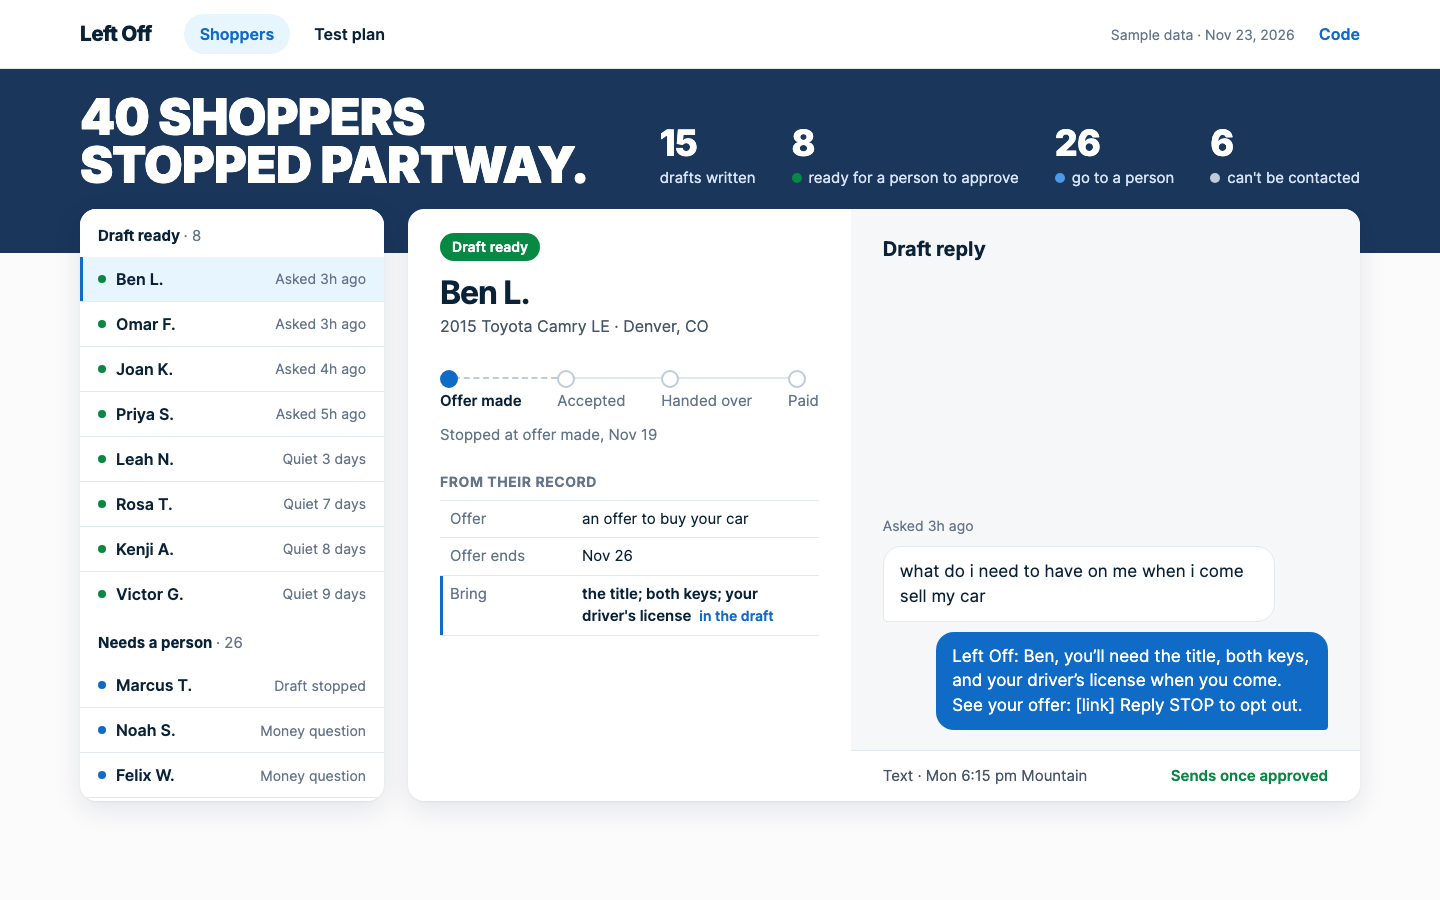 Left Off
Shoppers
Test plan
Sample data · Nov 23, 2026
Code
40 SHOPPERS
STOPPED PARTWAY.
15
drafts written
8
ready for a person to approve
26
go to a person
6
can't be contacted
Draft ready · 8
Ben L. Asked 3h ago
Omar F. Asked 3h ago
Joan K. Asked 4h ago
Priya S. Asked 5h ago
Leah N. Quiet 3 days
Rosa T. Quiet 7 days
Kenji A. Quiet 8 days
Victor G. Quiet 9 days
Needs a person · 26
Marcus T. Draft stopped
Noah S. Money question
Felix W. Money question
Draft ready
Ben L.
2015 Toyota Camry LE · Denver, CO
Offer made Accepted Handed over Paid
Stopped at offer made, Nov 19
FROM THEIR RECORD
Offer an offer to buy your car
Offer ends Nov 26
Bring the title; both keys; your
driver's license in the draft
Draft reply
Asked 3h ago
what do i need to have on me when i come
sell my car
Left Off: Ben, you’ll need the title, both keys,
and your driver’s license when you come.
See your offer: [link] Reply STOP to opt out.
Text · Mon 6:15 pm Mountain
Sends once approved